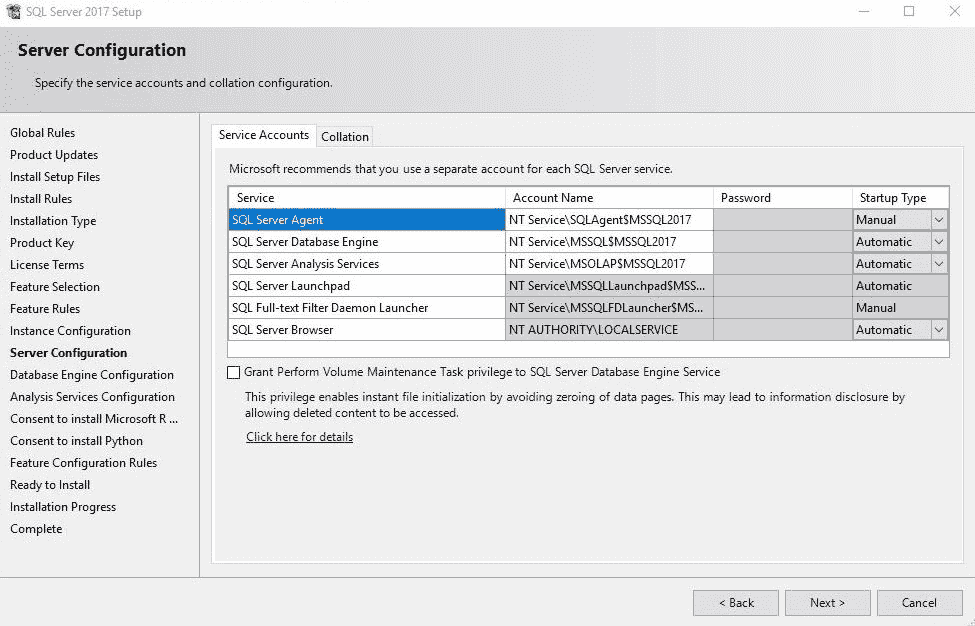 SQL Server 2017 Setup
Server Configuration
Specify the service accounts and collation configuration.
Global Rules
Product Updates
Install Setup Files
Install Rules
Installation Type
Product Key
License Terms
Feature Selection
Feature Rules
Instance Configuration
Server Configuration
Database Engine Configuration
Analysis Services Configuration
Consent to install Microsoft R ...
Consent to install Python
Feature Configuration Rules
Ready to Install
Installation Progress
Complete
Service Accounts Collation
Microsoft recommends that you use a separate account for each SQL Server service.
Service Account Name Password Startup Type
SQL Server Agent NT Service\SQLAgent$MSSQL2017 Manual
SQL Server Database Engine NT Service\MSSQL$MSSQL2017 Automatic
SQL Server Analysis Services NT Service\MSOLAP$MSSQL2017 Automatic
SQL Server Launchpad NT Service\MSSQLLaunchpad$MSS... Automatic
SQL Full-text Filter Daemon Launcher NT Service\MSSQLFDLauncher$MS... Manual
SQL Server Browser NT AUTHORITY\LOCALSERVICE Automatic
Grant Perform Volume Maintenance Task privilege to SQL Server Database Engine Service
This privilege enables instant file initialization by avoiding zeroing of data pages. This may lead to information disclosure by
allowing deleted content to be accessed.
Click here for details
< Back Next > Cancel